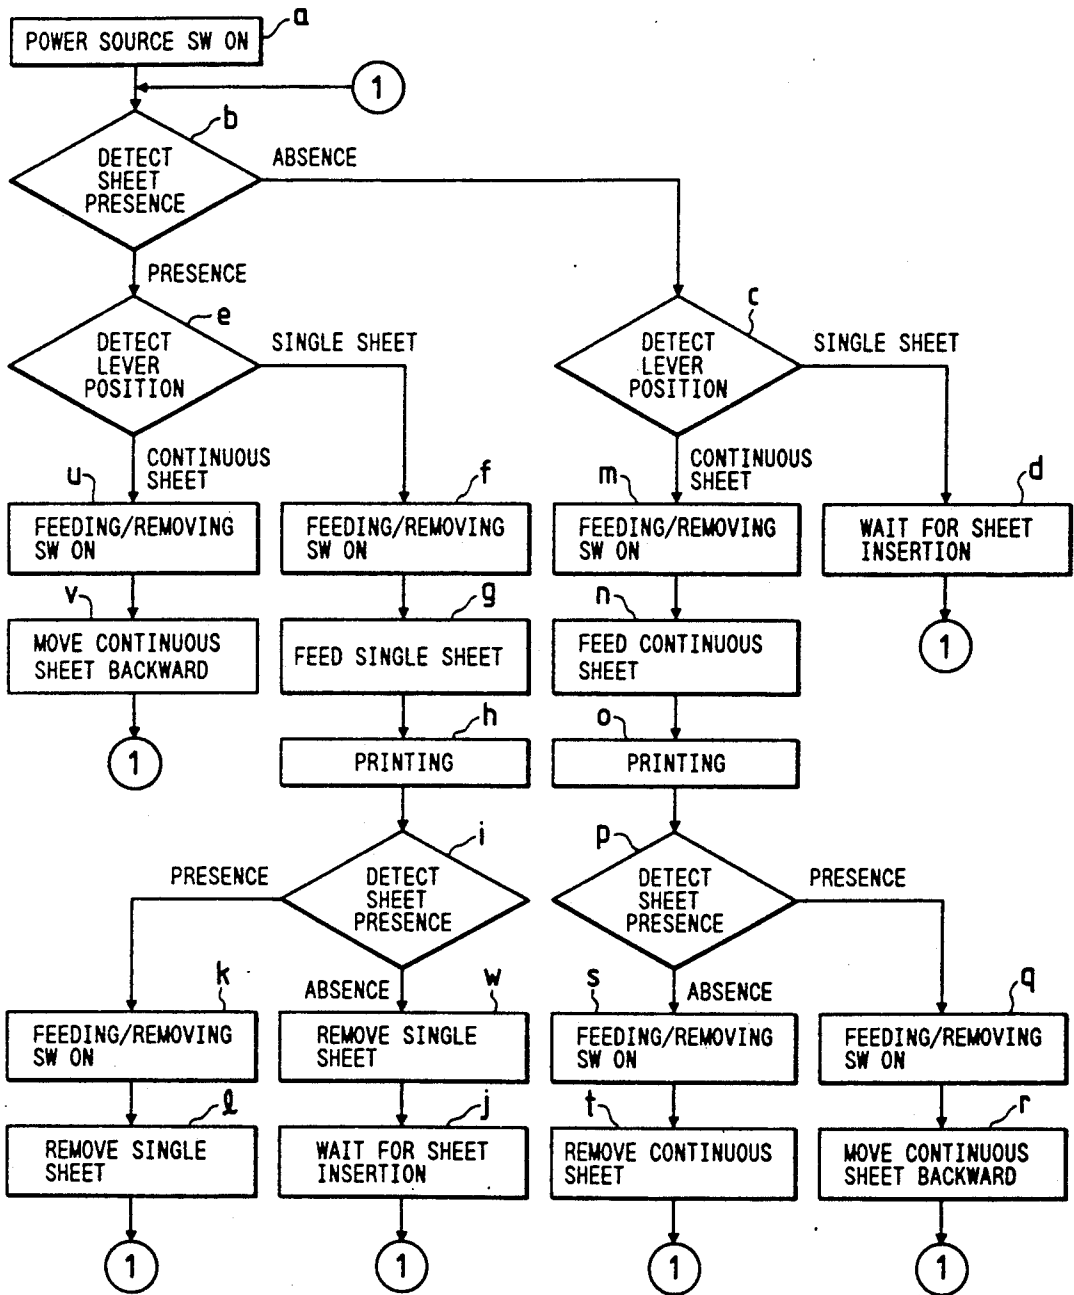 a
POWER SOURCE SW ON
1
b
DETECT
SHEET
PRESENCE
ABSENCE
PRESENCE
e
DETECT
LEVER
POSITION
SINGLE SHEET
c
DETECT
LEVER
POSITION
SINGLE SHEET
CONTINUOUS
SHEET
CONTINUOUS
SHEET
u
FEEDING/REMOVING
SW ON
f
FEEDING/REMOVING
SW ON
m
FEEDING/REMOVING
SW ON
d
WAIT FOR SHEET
INSERTION
v
MOVE CONTINUOUS
SHEET BACKWARD
g
FEED SINGLE SHEET
n
FEED CONTINUOUS
SHEET
1
1
h
PRINTING
o
PRINTING
i
DETECT
SHEET
PRESENCE
PRESENCE
p
DETECT
SHEET
PRESENCE
PRESENCE
ABSENCE
ABSENCE
k
FEEDING/REMOVING
SW ON
w
REMOVE SINGLE
SHEET
s
FEEDING/REMOVING
SW ON
q
FEEDING/REMOVING
SW ON
l
REMOVE SINGLE
SHEET
j
WAIT FOR SHEET
INSERTION
t
REMOVE CONTINUOUS
SHEET
r
MOVE CONTINUOUS
SHEET BACKWARD
1
1
1
1